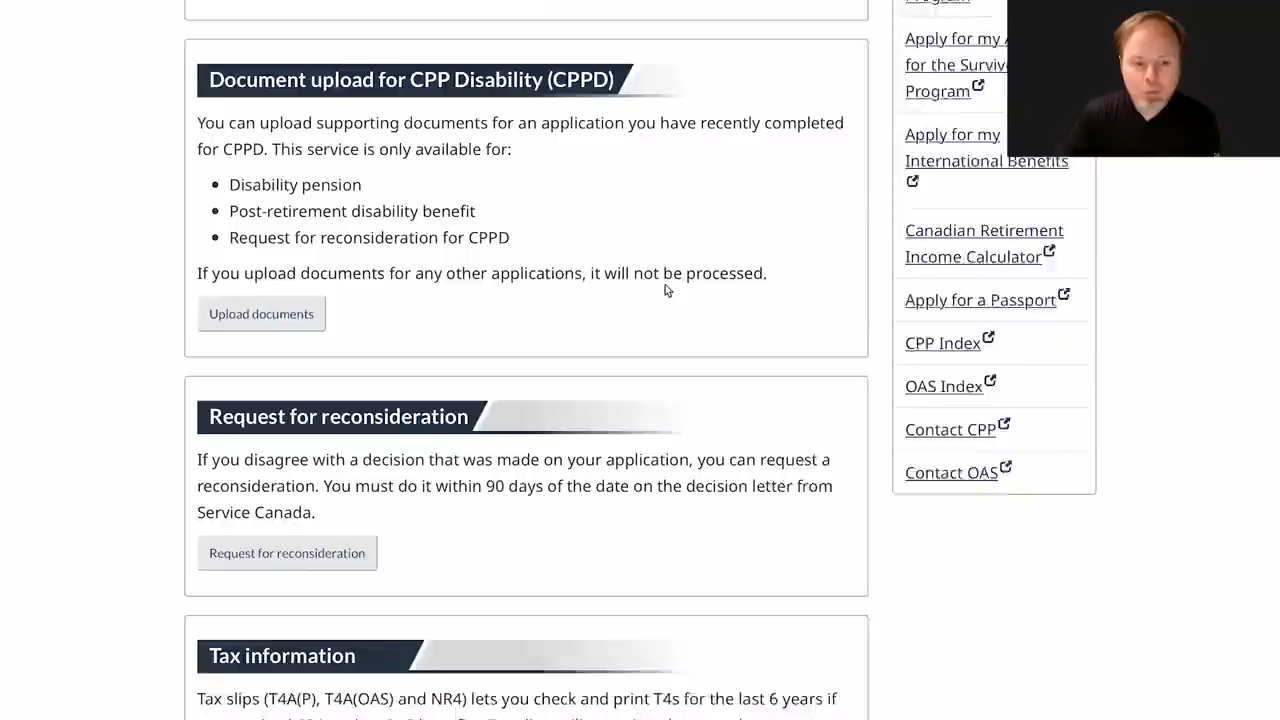 Document upload for CPP Disability (CPPD)
You can upload supporting documents for an application you have recently completed
for CPPD. This service is only available for:
Disability pension
Post-retirement disability benefit
Request for reconsideration for CPPD
If you upload documents for any other applications, it will not be processed.
Upload documents
Request for reconsideration
If you disagree with a decision that was made on your application, you can request a
reconsideration. You must do it within 90 days of the date on the decision letter from
Service Canada.
Request for reconsideration
Tax information
Tax slips (T4A(P), T4A(OAS) and NR4) lets you check and print T4s for the last 6 years if
Program
Apply for my
for the Surviv
Program
Apply for my
International Benefits
Canadian Retirement
Income Calculator
Apply for a Passport
CPP Index
OAS Index
Contact CPP
Contact OAS